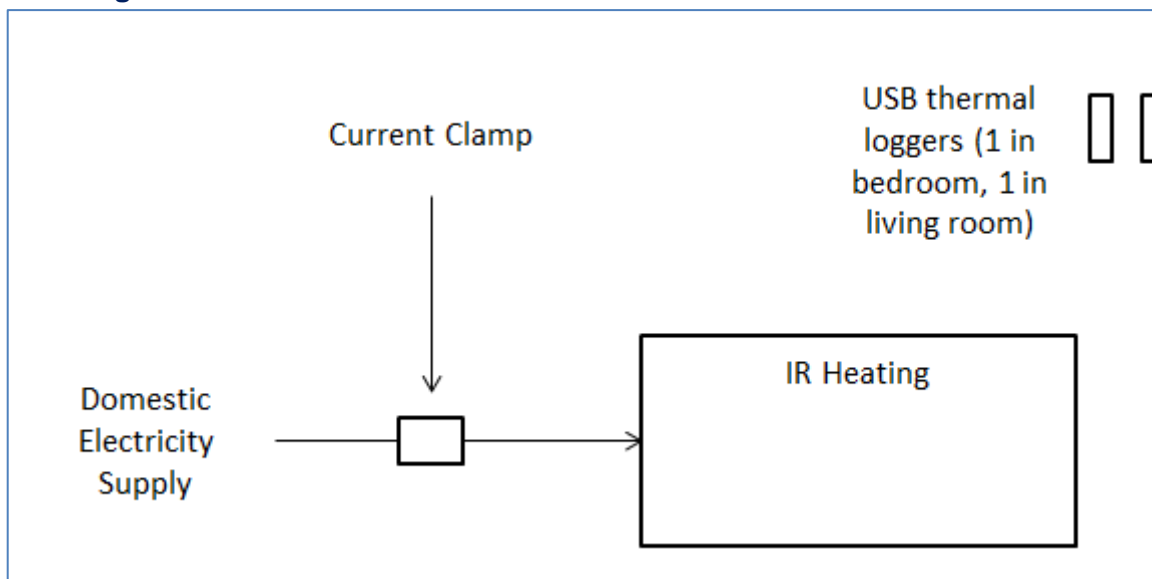 Current Clamp
USB thermal
loggers (1 in
bedroom, 1 in
living room)
IR Heating
Domestic
Electricity
Supply